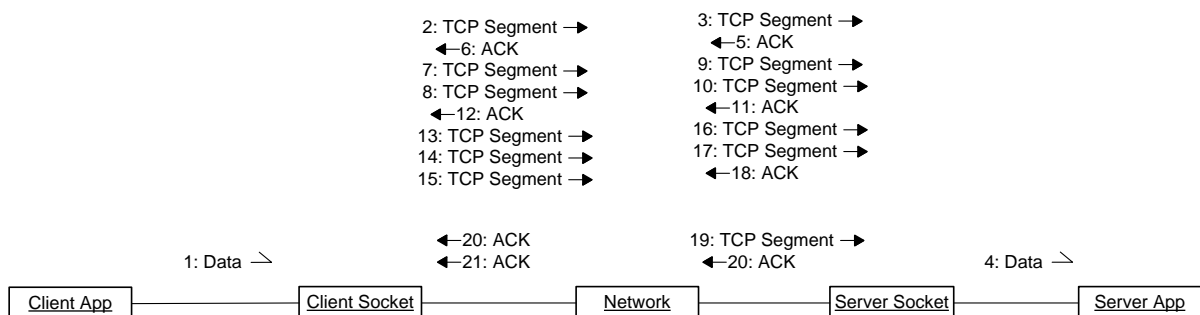 2: TCP Segment
6: ACK
7: TCP Segment
8: TCP Segment
12: ACK
13: TCP Segment
14: TCP Segment
15: TCP Segment
20: ACK
21: ACK
3: TCP Segment
5: ACK
9: TCP Segment
10: TCP Segment
11: ACK
16: TCP Segment
17: TCP Segment
18: ACK
19: TCP Segment
20: ACK
1: Data
4: Data
Client App
Client Socket
Network
Server Socket
Server App